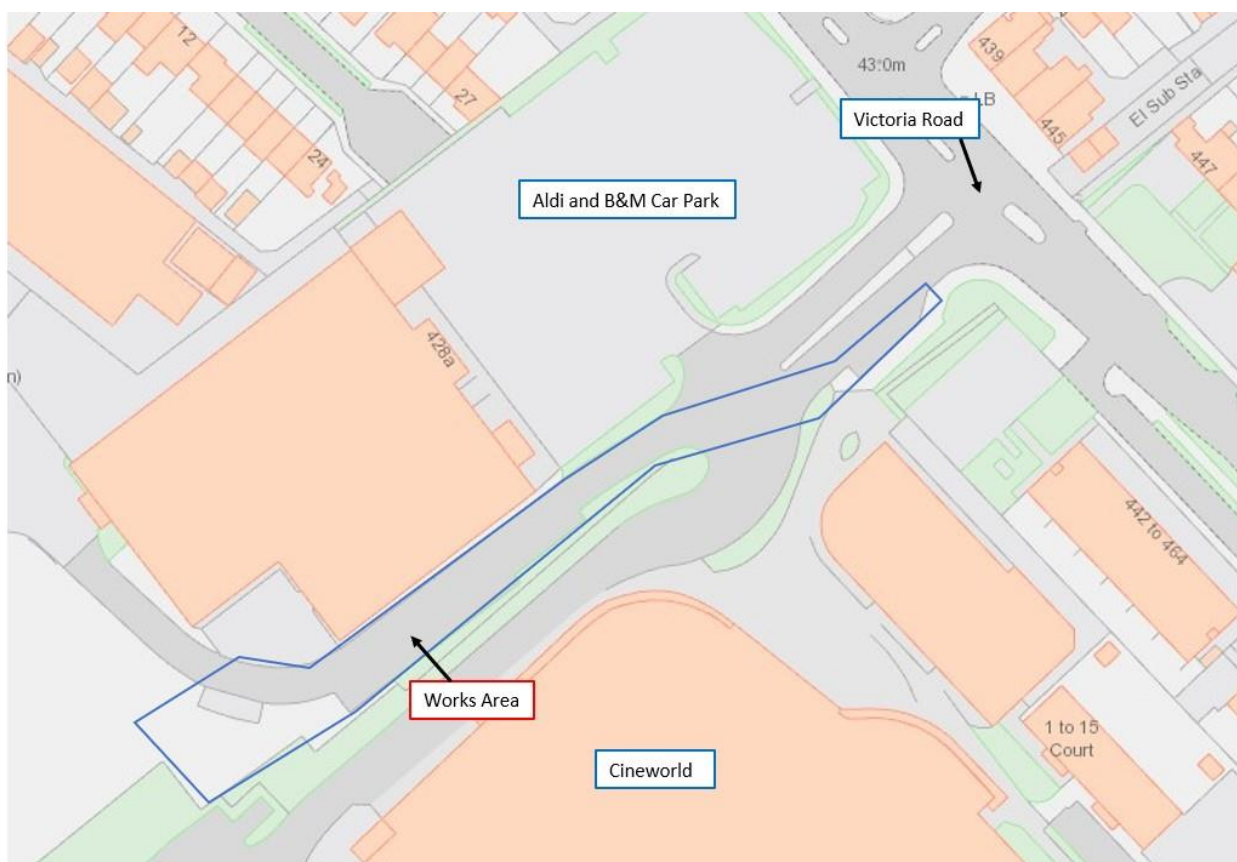 12
43.0m
439
LB
El Sub Sta
Victoria Road
27
445
24
447
Aldi and B&M Car Park
428a
n)
442 to 464
Works Area
1 to 15
Court
Cineworld